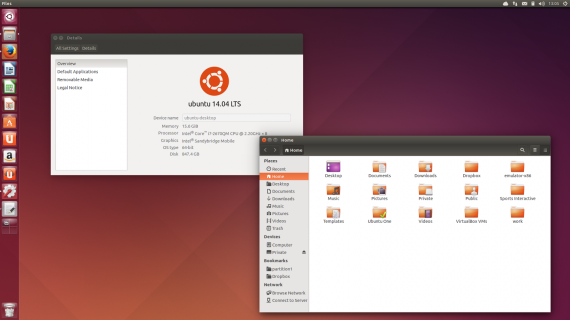 Files
14:05
Details
All Settings Details
Overview
Default Applications
Removable Media
Legal Notice
ubuntu 14.04 LTS
Device name ubuntu-desktop
Memory 15.6 GiB
Processor Intel® Core™ i7-2670QM CPU @ 2.20GHz × 8
Graphics Intel® Sandybridge Mobile
OS type 64-bit
Disk 847.4 GB
Home
Home
Places
Recent
Home
Desktop
Documents
Downloads
Music
Pictures
Videos
Trash
Devices
Computer
Private
Bookmarks
partition1
Dropbox
Network
Browse Network
Connect to Server
Desktop Documents Downloads Dropbox emulator-x86
Music Pictures Private Public Sports Interactive
Templates Ubuntu One Videos VirtualBox VMs work